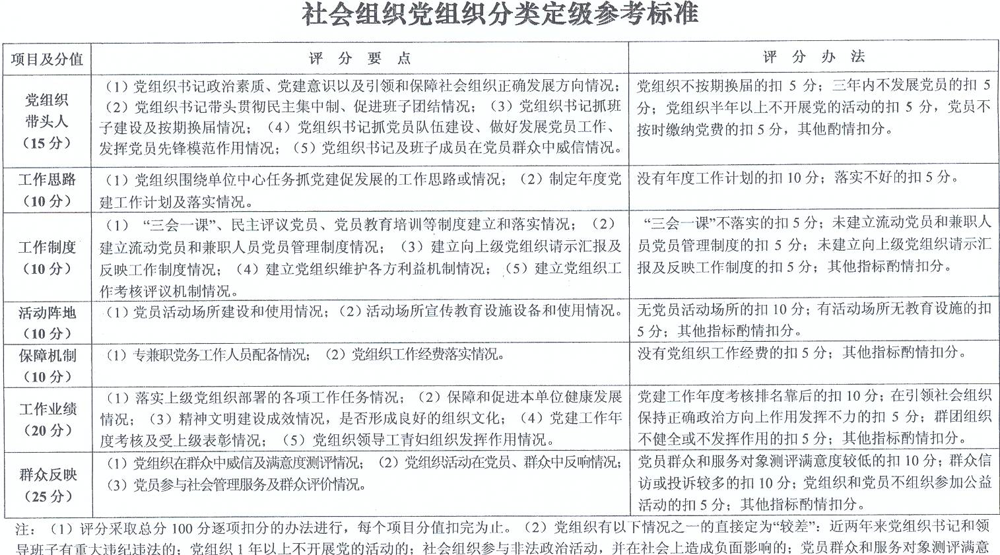 社会组织党组织分类定级参考标准
项目及分值
评 分 要 点
评 分 办 法
党组织
带头人
（15 分）
（1）党组织书记政治素质、党建意识以及引领和保障社会组织正确发展方向情况；
（2）党组织书记带头贯彻民主集中制、促进班子团结情况；（3）党组织书记抓班
子建设及按期换届情况；（4）党组织书记抓党员队伍建设、做好发展党员工作、
发挥党员先锋模范作用情况；（5）党组织书记及班子成员在党员群众中威信情况。
党组织不按期换届的扣 5 分；三年内不发展党员的扣 5
分；党组织半年以上不开展党的活动的扣 5 分，党员不
按时缴纳党费的扣 5 分，其他酌情扣分。
工作思路
（10 分）
（1）党组织围绕单位中心任务抓党建促发展的工作思路或情况；（2）制定年度党
建工作计划及落实情况。
没有年度工作计划的扣 10 分；落实不好的扣 5 分。
工作制度
（10 分）
（1）“三会一课”、民主评议党员、党员教育培训等制度建立和落实情况；（2）
建立流动党员和兼职人员党员管理制度情况；（3）建立向上级党组织请示汇报及
反映工作制度情况；（4）建立党组织维护各方利益机制情况；（5）建立党组织工
作考核评议机制情况。
“三会一课”不落实的扣 5 分；未建立流动党员和兼职人
员党员管理制度的扣 5 分；未建立向上级党组织请示汇
报及反映工作制度的扣 5 分；其他指标酌情扣分。
活动阵地
（10 分）
（1）党员活动场所建设和使用情况；（2）活动场所宣传教育设施设备和使用情况。
无党员活动场所的扣 10 分；有活动场所无教育设施的扣
5 分；其他指标酌情扣分。
保障机制
（10 分）
（1）专兼职党务工作人员配备情况；（2）党组织工作经费落实情况。
没有党组织工作经费的扣 5 分；其他指标酌情扣分。
工作业绩
（20 分）
（1）落实上级党组织部署的各项工作任务情况；（2）保障和促进本单位健康发展
情况；（3）精神文明建设成效情况，是否形成良好的组织文化；（4）党建工作年
度考核及受上级表彰情况；（5）党组织领导工青妇组织发挥作用情况。
党建工作年度考核排名靠后的扣 10 分；在引领社会组织
保持正确政治方向上作用发挥不力的扣 5 分；群团组织
不健全或不发挥作用的扣 5 分；其他指标酌情扣分。
群众反映
（25 分）
（1）党组织在群众中威信及满意度测评情况；（2）党组织活动在党员、群众中反响情况；
（3）党员参与社会管理服务及群众评价情况。
党员群众和服务对象测评满意度较低的扣 10 分；群众信
访或投诉较多的扣 10 分；党组织和党员不组织参加公益
活动的扣 5 分；其他指标酌情扣分。
注：（1）评分采取总分 100 分逐项扣分的办法进行，每个项目分值扣完为止。（2）党组织有以下情况之一的直接定为“较差”：近两年来党组织书记和领
导班子有重大违纪违法的；党组织 1 年以上不开展党的活动的；社会组织参与非法政治活动，并在社会上造成负面影响的；党员群众和服务对象测评满意